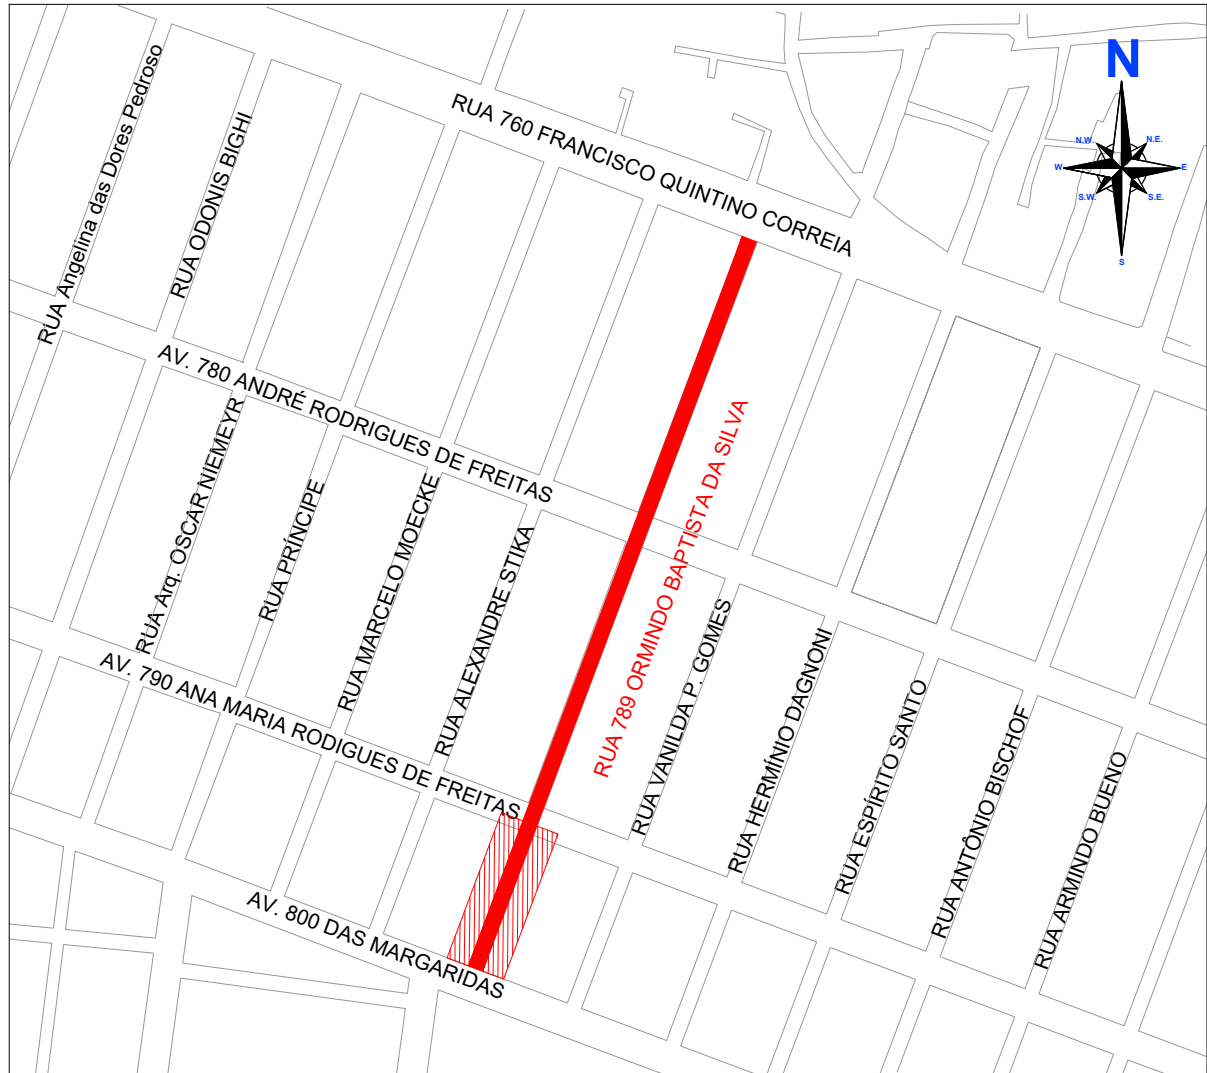 N
N.W.
N.E.
W
E
S.W.
S.E.
S
RUA 760 FRANCISCO QUINTINO CORREIA
RUA Angelina das Dores Pedroso
RUA ODONIS BIGHI
AV. 780 ANDRÉ RODRIGUES DE FREITAS
RUA Arq. OSCAR NIEMEYR
RUA PRÍNCIPE
RUA MARCELO MOECKE
RUA ALEXANDRE STIKA
RUA 789 ORMINDO BAPTISTA DA SILVA
RUA VANILDA P. GOMES
RUA HERMÍNIO DAGNONI
RUA ESPÍRITO SANTO
RUA ANTÔNIO BISCHOF
RUA ARMINDO BUENO
AV. 790 ANA MARIA RODIGUES DE FREITAS
AV. 800 DAS MARGARIDAS